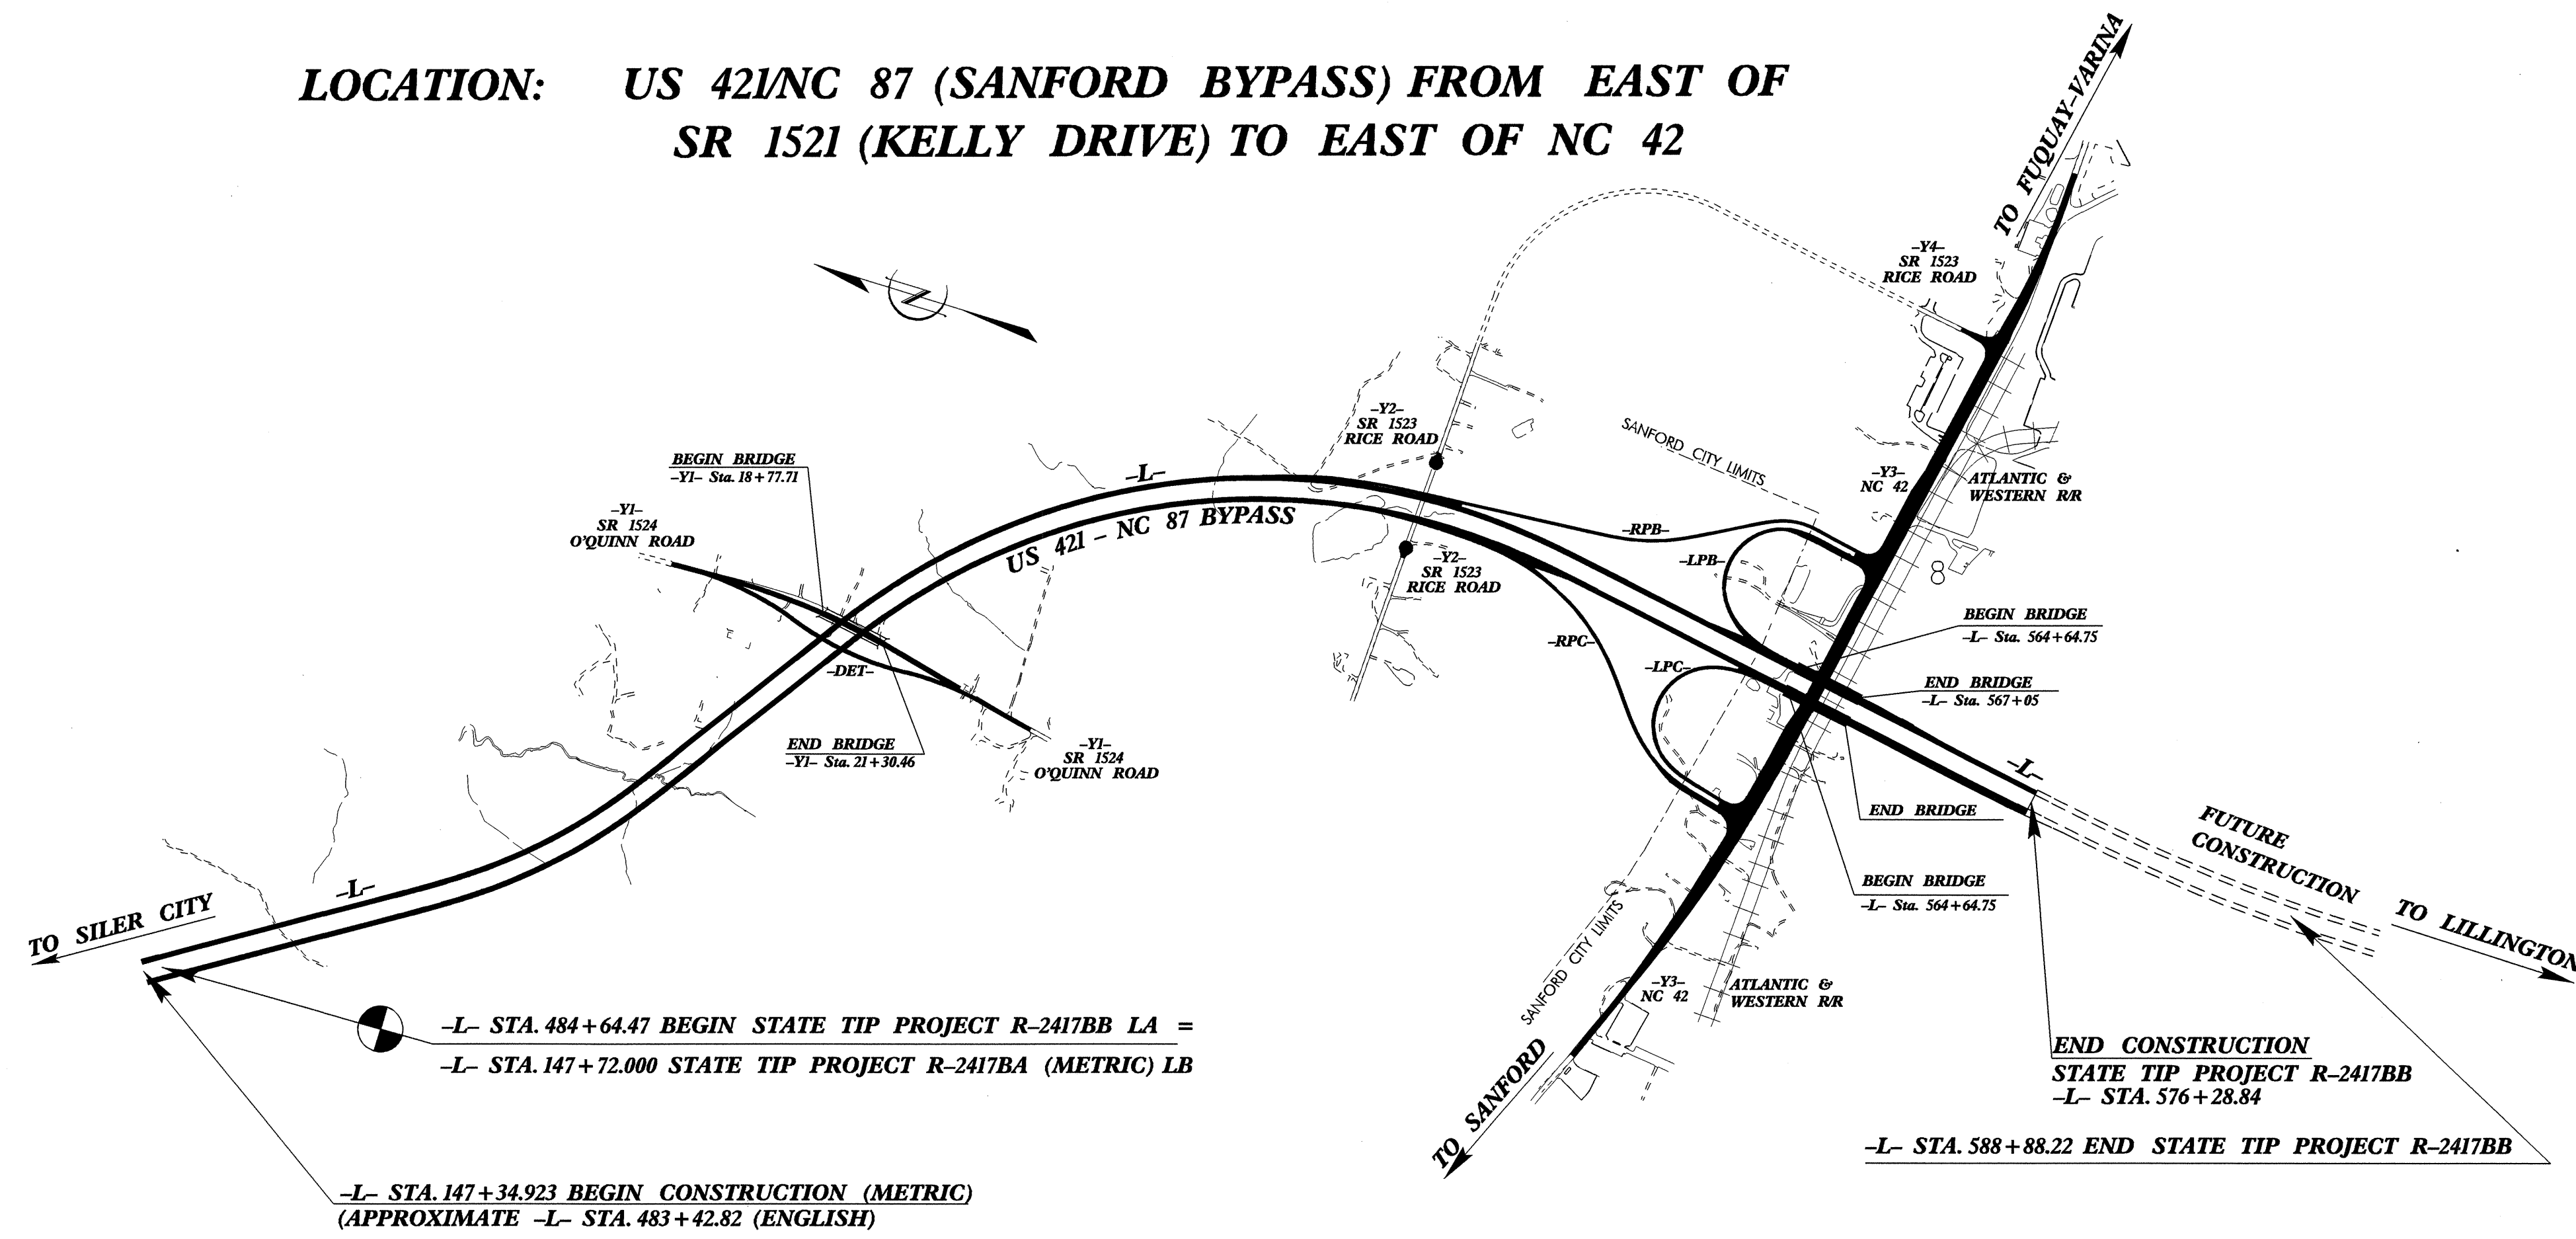 LOCATION: US 421/NC 87 (SANFORD BYPASS) FROM EAST OF
SR 1521 (KELLY DRIVE) TO EAST OF NC 42
TO FUQUAY-VARINA
-Y4-
SR 1523
RICE ROAD
N
-Y2-
SR 1523
RICE ROAD
SANFORD CITY LIMITS
BEGIN BRIDGE
-Y1- Sta. 18+77.71
-L-
-Y3-
NC 42
ATLANTIC &
WESTERN R/R
-Y1-
SR 1524
O'QUINN ROAD
US 421 - NC 87 BYPASS
-RPB-
-LPB-
-Y2-
SR 1523
RICE ROAD
8
BEGIN BRIDGE
-L- Sta. 564+64.75
-RPC-
-LPC-
-DET-
END BRIDGE
-L- Sta. 567+05
END BRIDGE
-Y1- Sta. 21+30.46
-Y1-
SR 1524
O'QUINN ROAD
-L-
END BRIDGE
FUTURE
CONSTRUCTION
BEGIN BRIDGE
-L- Sta. 564+64.75
-L-
TO SILER CITY
TO LILLINGTON
SANFORD CITY LIMITS
-Y3-
NC 42
ATLANTIC &
WESTERN R/R
-L- STA. 484+64.47 BEGIN STATE TIP PROJECT R-2417BB LA =
-L- STA. 147+72.000 STATE TIP PROJECT R-2417BA (METRIC) LB
END CONSTRUCTION
STATE TIP PROJECT R-2417BB
-L- STA. 576+28.84
TO SANFORD
-L- STA. 588+88.22 END STATE TIP PROJECT R-2417BB
-L- STA. 147+34.923 BEGIN CONSTRUCTION (METRIC)
(APPROXIMATE -L- STA. 483+42.82 (ENGLISH)